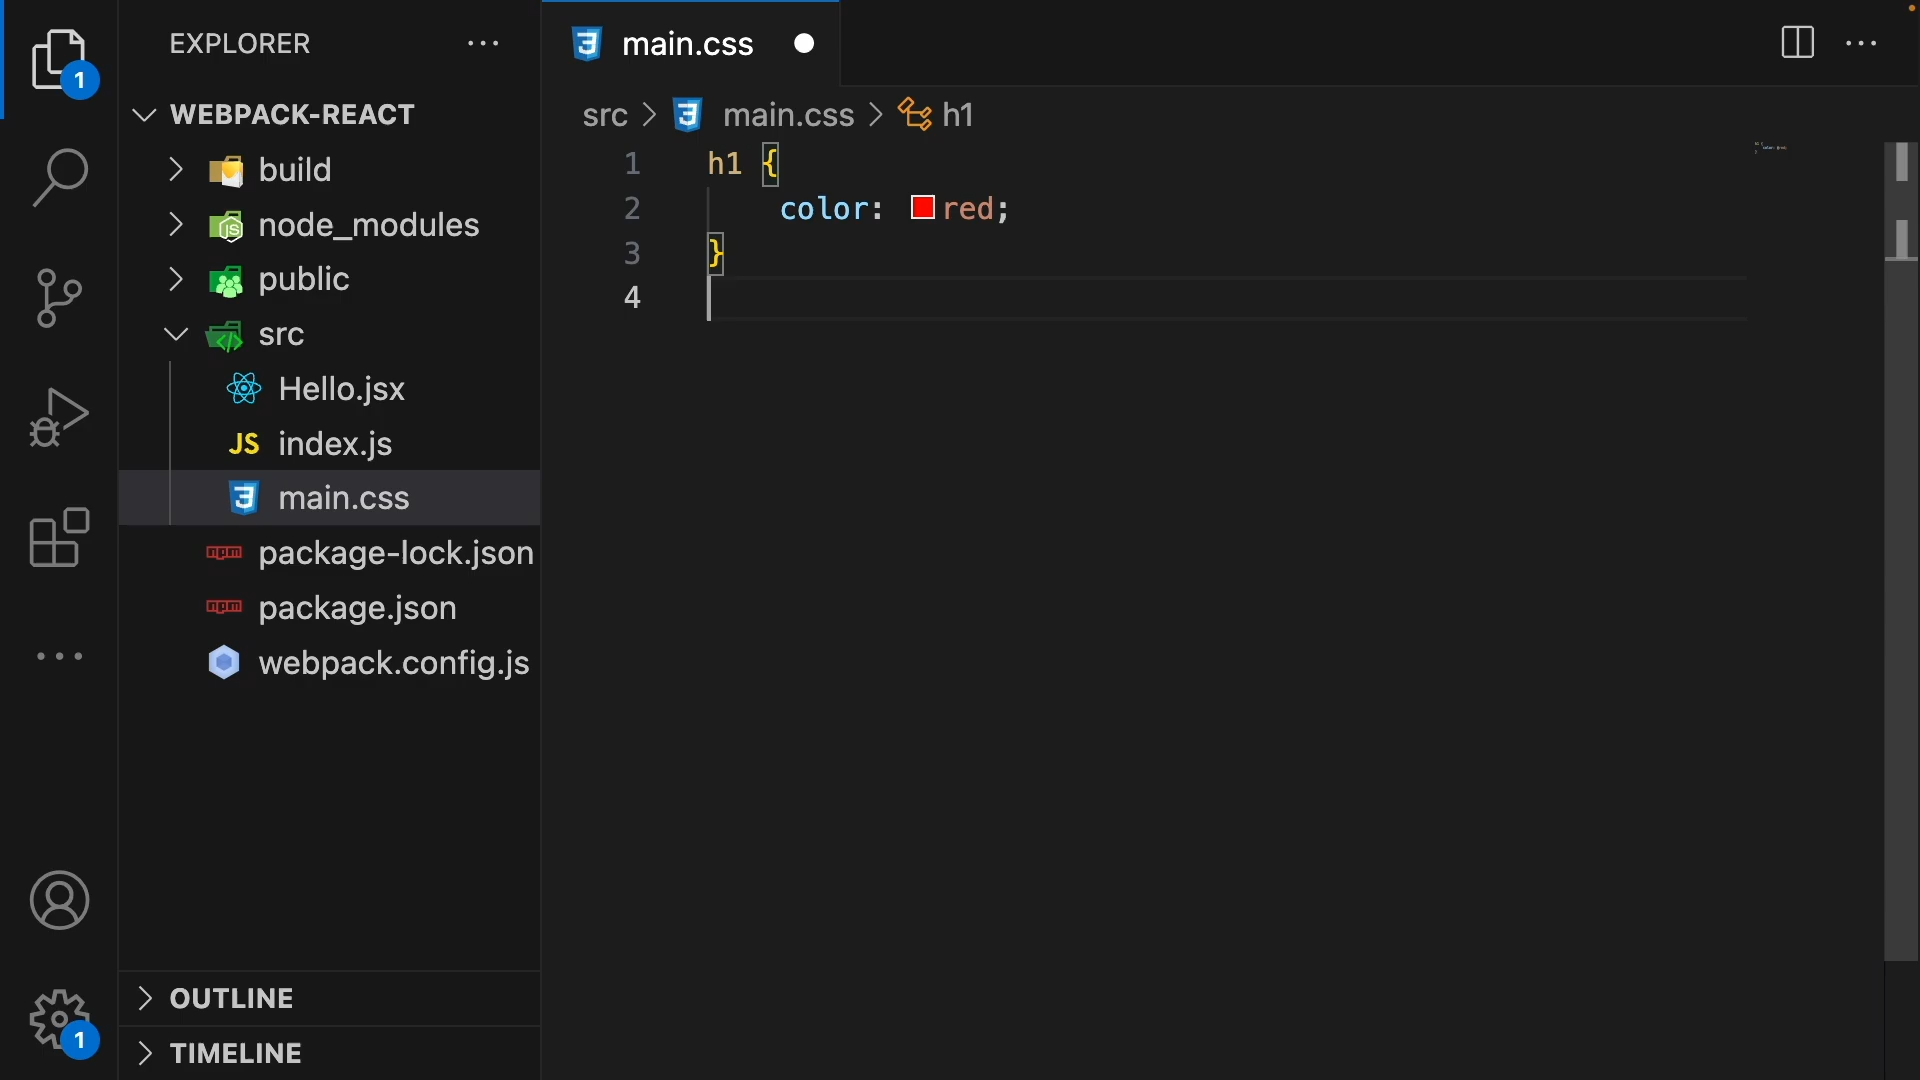 EXPLORER
1
WEBPACK-REACT
build
node_modules
public
src
Hello.jsx
JS index.js
main.css
package-lock.json
package.json
webpack.config.js
OUTLINE
TIMELINE
1
main.css
src > main.css > h1
1 h1 {
2 color: red;
3 }
4